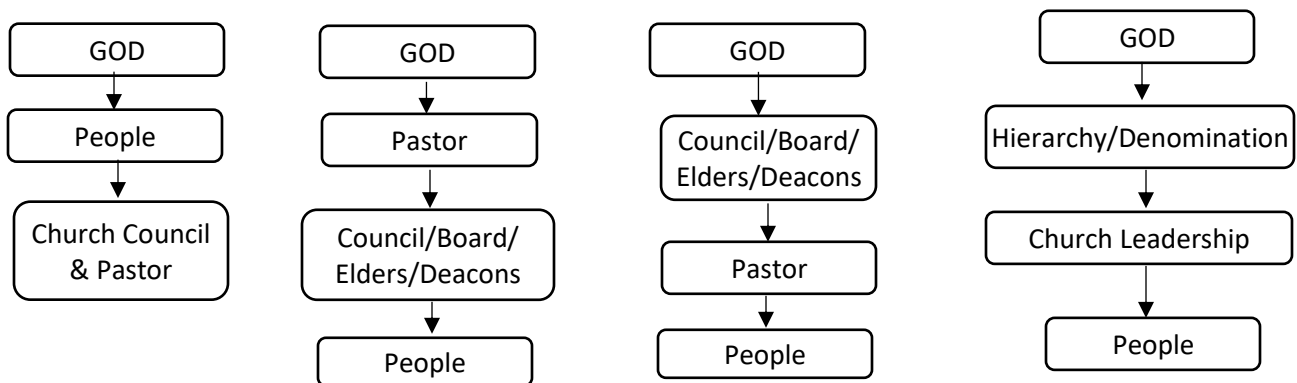 GOD
People
Church Council
& Pastor
GOD
Pastor
Council/Board/
Elders/Deacons
People
GOD
Council/Board/
Elders/Deacons
Pastor
People
GOD
Hierarchy/Denomination
Church Leadership
People